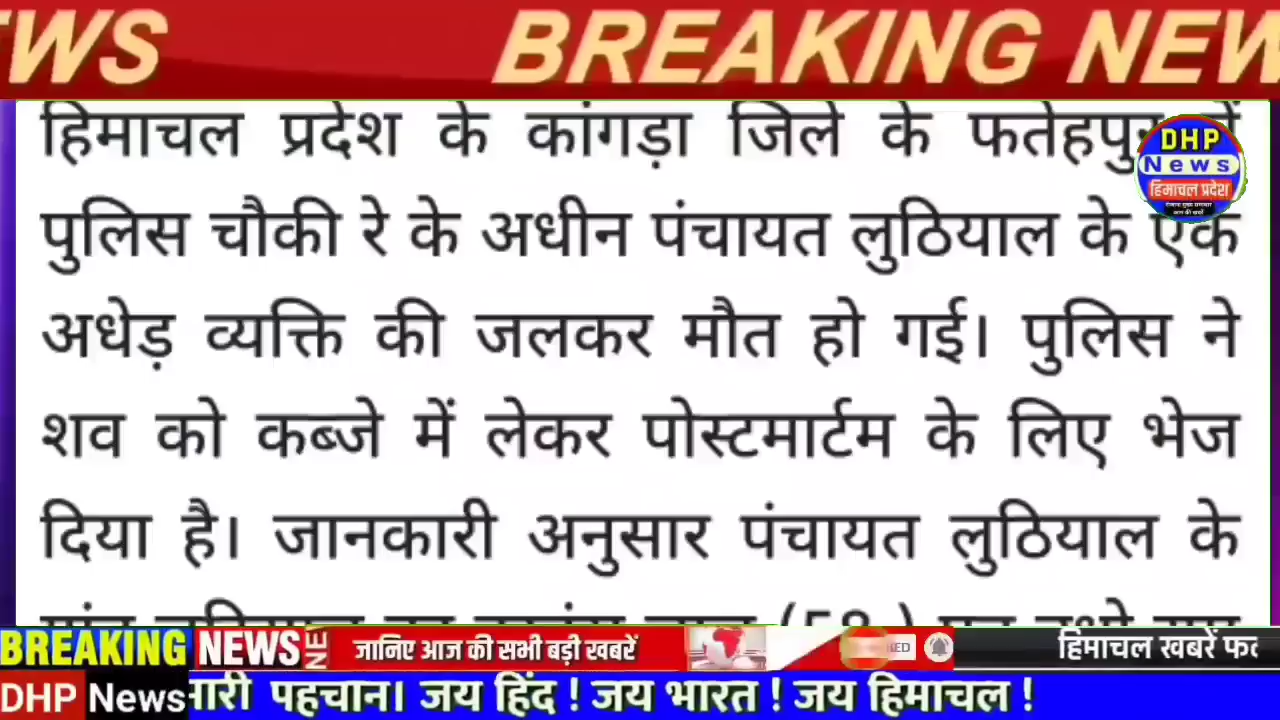 WS BREAKING NEW
हिमाचल प्रदेश के कांगड़ा जिले के फतेहपुर में
DHP
News
हिमाचल प्रदेश
पुलिस चौकी रे के अधीन पंचायत लुठियाल के एक
अधेड़ व्यक्ति की जलकर मौत हो गई। पुलिस ने
शव को कब्जे में लेकर पोस्टमार्टम के लिए भेज
दिया है। जानकारी अनुसार पंचायत लुठियाल के
BREAKING NEWS NE जानिए आज की सभी बड़ी खबरें हिमाचल खबरें
DHP News मारी पहचान। जय हिंद ! जय भारत ! जय हिमाचल !